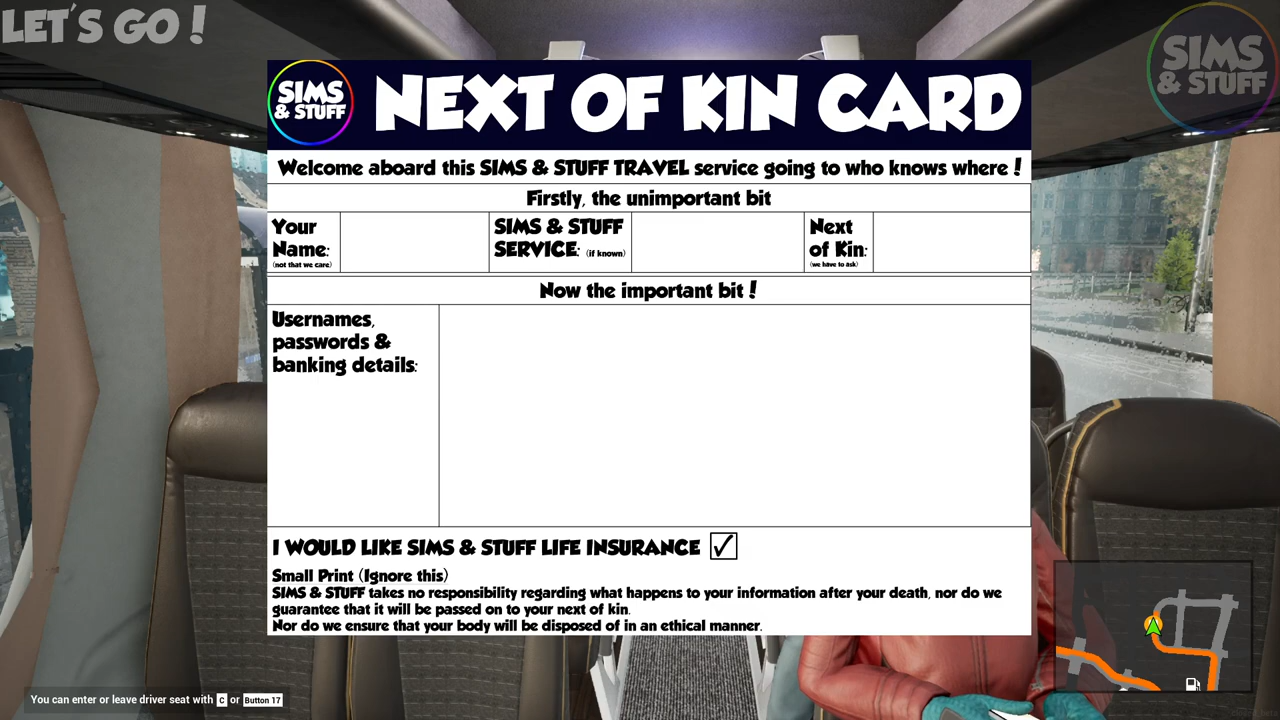 LET'S GO!
SIMS
& STUFF
SIMS
& STUFF
NEXT OF KIN CARD
Welcome aboard this SIMS & STUFF TRAVEL service going to who knows where!
Firstly, the unimportant bit
Your
Name:
(not that we care)
SIMS & STUFF
SERVICE: (if known)
Next
of Kin:
(we have to ask)
Now the important bit!
Usernames,
passwords &
banking details:
I WOULD LIKE SIMS & STUFF LIFE INSURANCE ✓
Small Print (Ignore this)
SIMS & STUFF takes no responsibility regarding what happens to your information after your death, nor do we
guarantee that it will be passed on to your next of kin.
Nor do we ensure that your body will be disposed of in an ethical manner.
You can enter or leave driver seat with C or Button 17